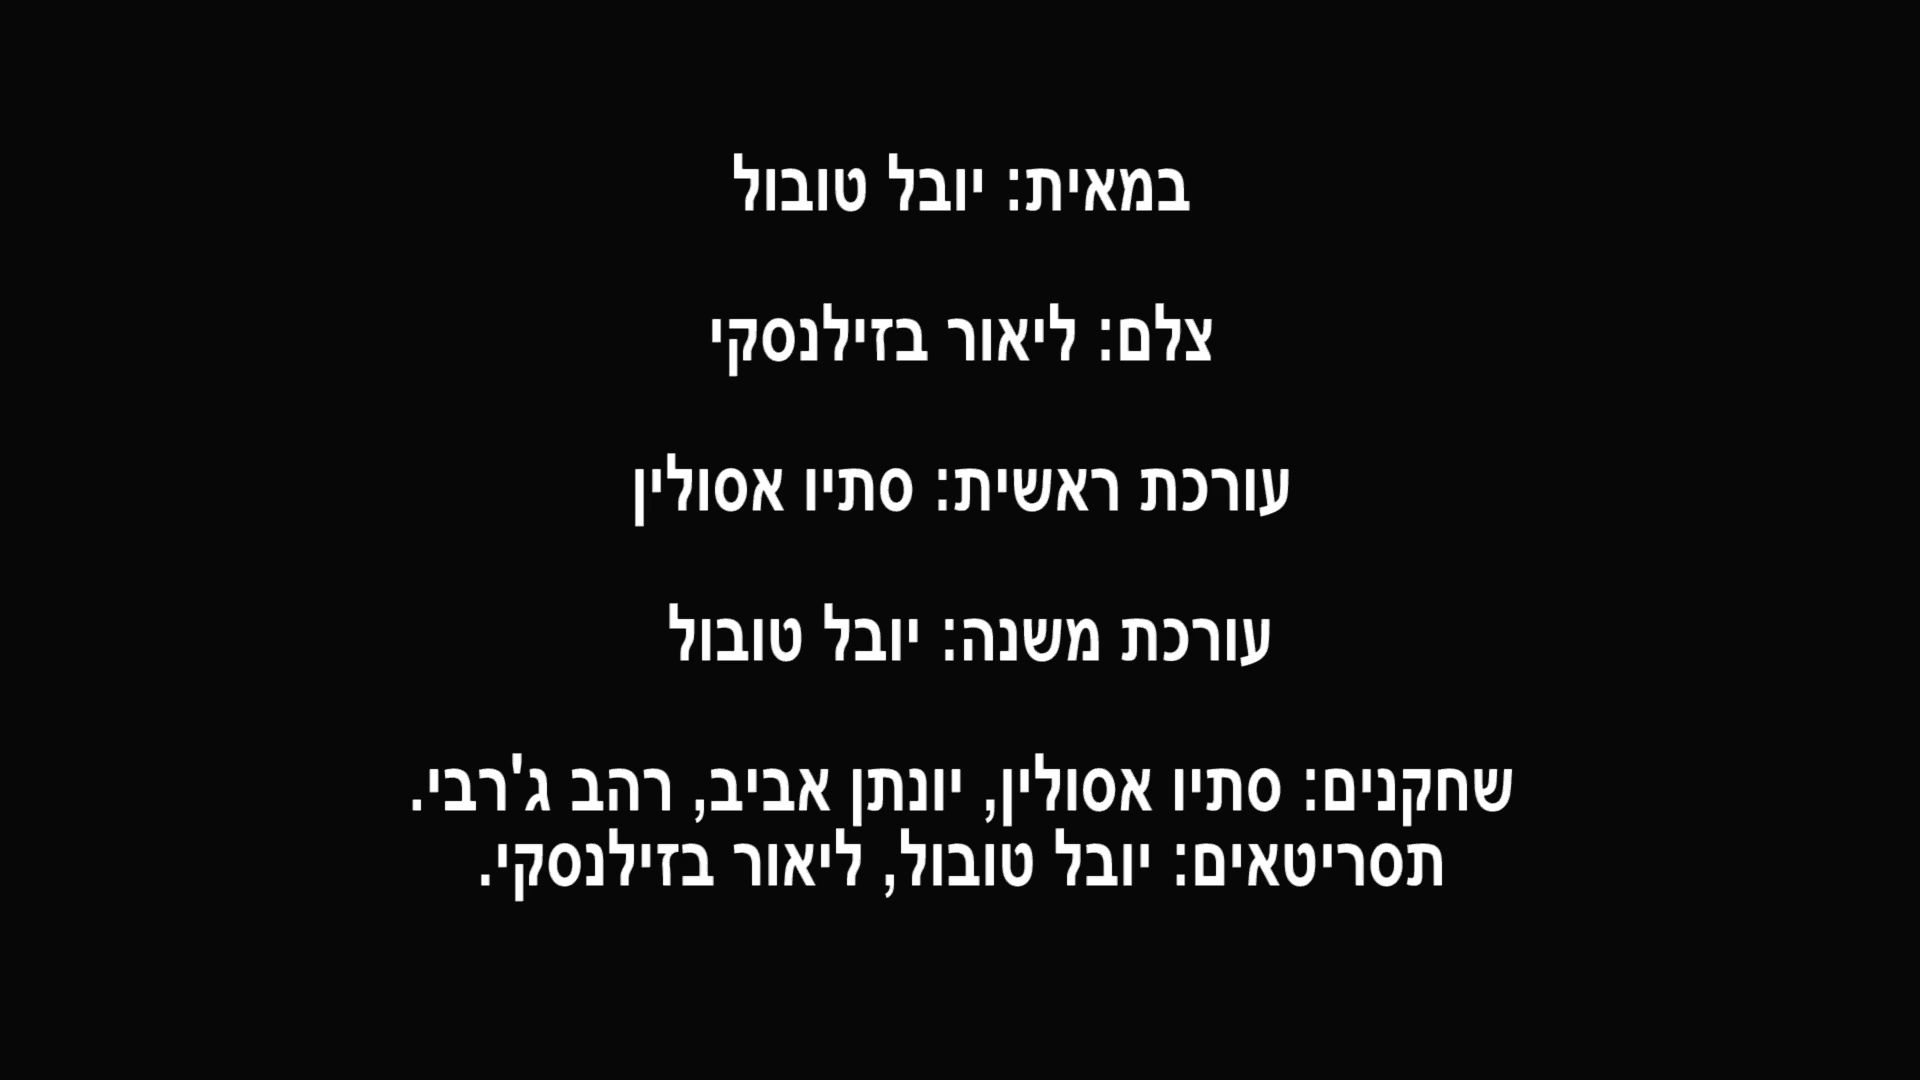 במאית: יובל טובול
צלם: ליאור בזילנסקי
עורכת ראשית: סתיו אסולין
עורכת משנה: יובל טובול
שחקנים: סתיו אסולין, יונתן אביב, רהב ג'רבי.
תסריטאים: יובל טובול, ליאור בזילנסקי.